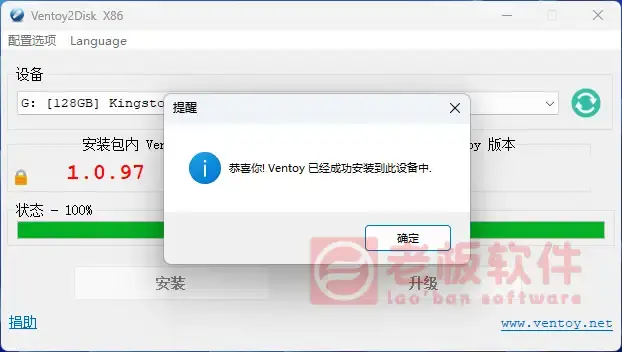 Ventoy2Disk X86
配置选项 Language
设备
G: [128GB] Kingsto
提醒
恭喜你! Ventoy 已经成功安装到此设备中.
确定
安装包内 Ven
y 版本
1.0.97
状态 - 100%
安装
升级
老板软件
lao ban software
捐助
www.ventoy.net